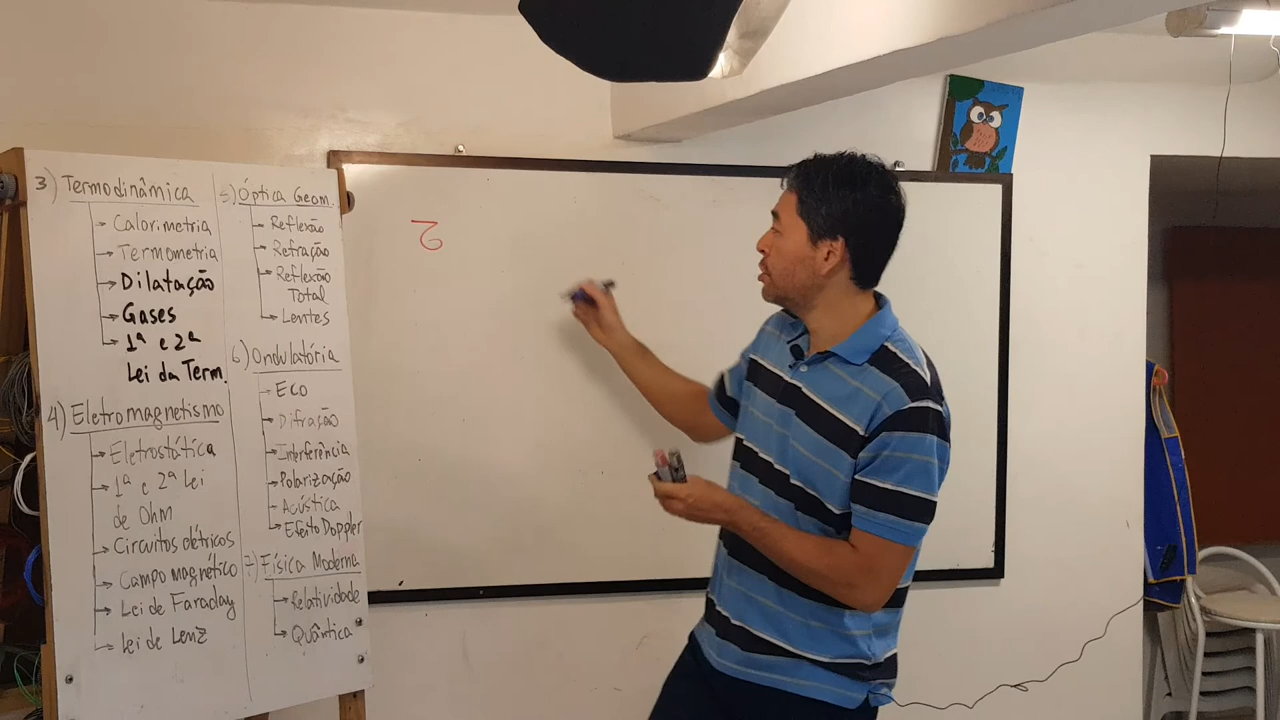 3) Termodinâmica
Calorimetria
Termometria
Dilatação
Gases
1ª e 2ª
Lei da Term.
4) Eletromagnetismo
Eletrostática
1ª e 2ª Lei
de Ohm
Circuitos elétricos
Campo magnético
Lei de Faraday
Lei de Lenz
5) Óptica Geom.
Reflexão
Refração
Reflexão
Total
Lentes
6) Ondulatória
Eco
Difração
Interferência
Polarização
Acústica
Efeito Doppler
7) Física Moderna
Relatividade
Quântica